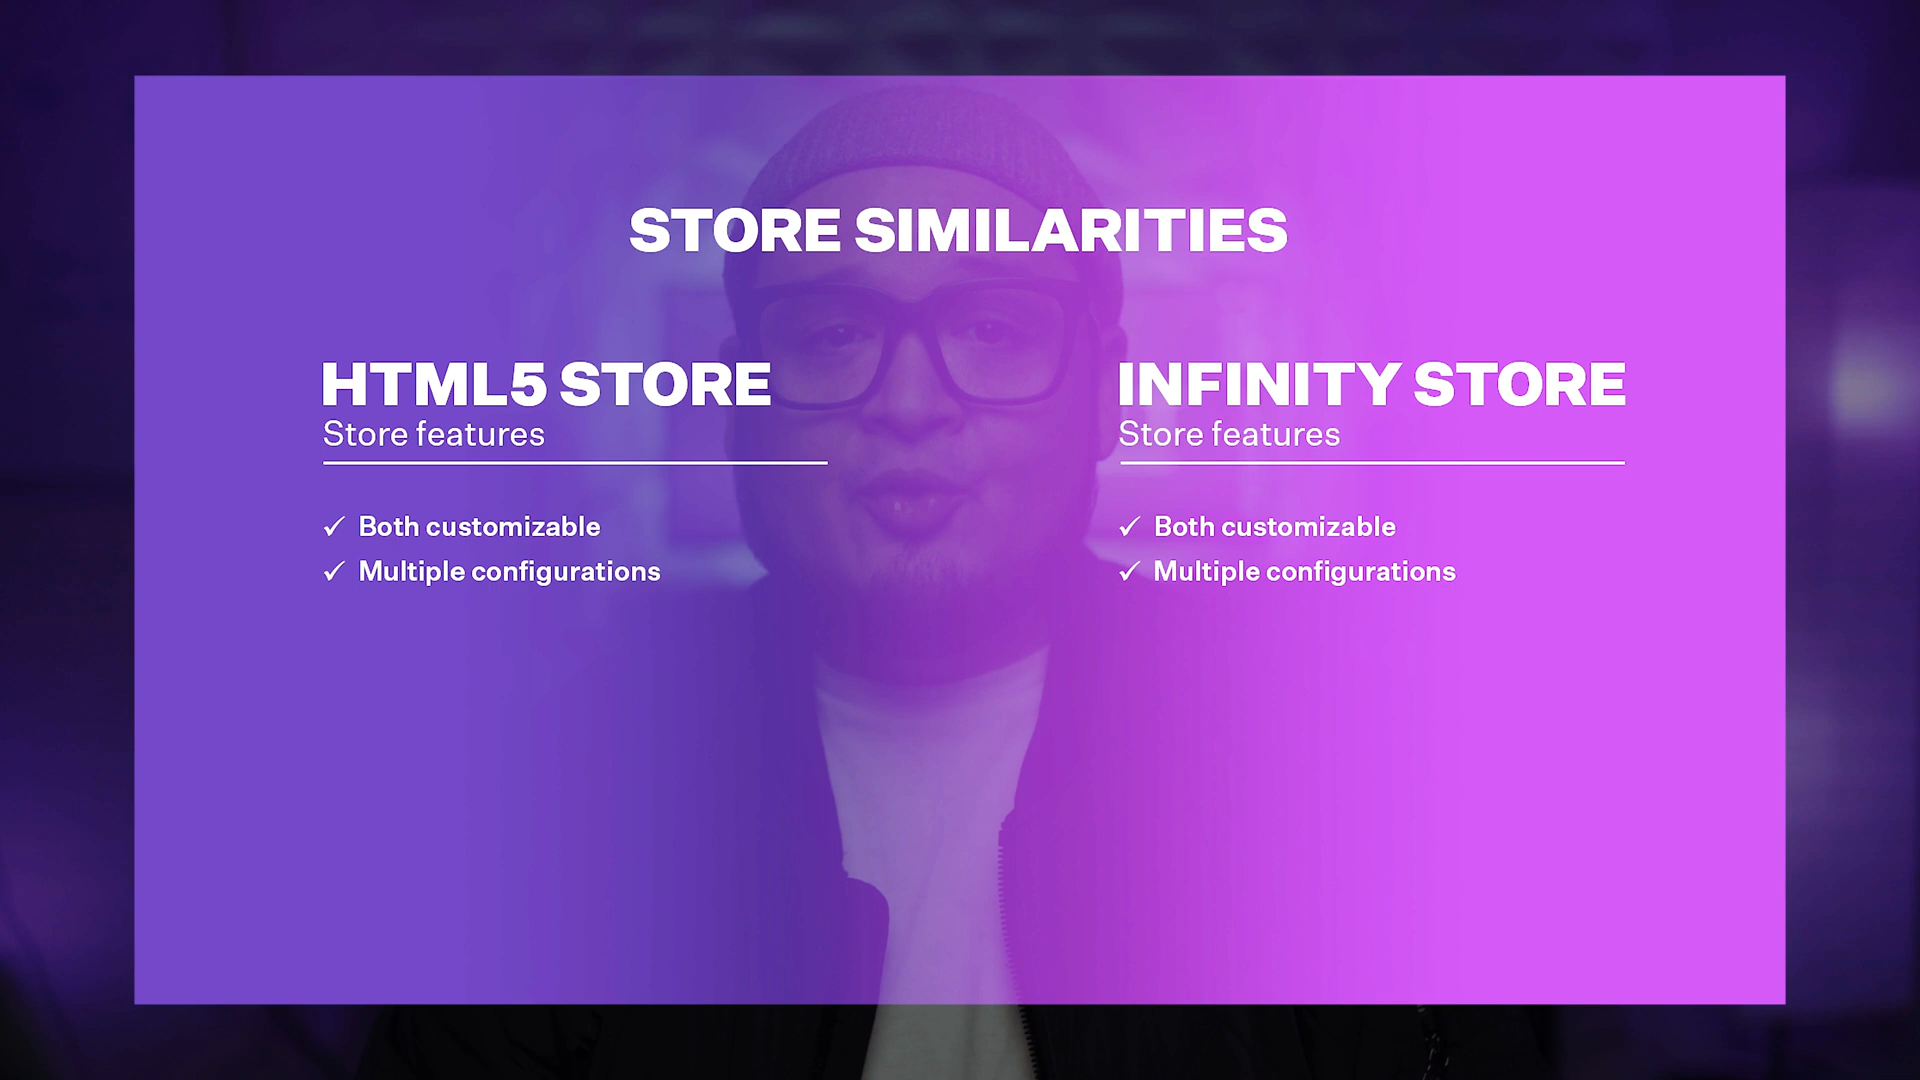 STORE SIMILARITIES
HTML5 STORE
Store features
✓ Both customizable
✓ Multiple configurations
INFINITY STORE
Store features
✓ Both customizable
✓ Multiple configurations